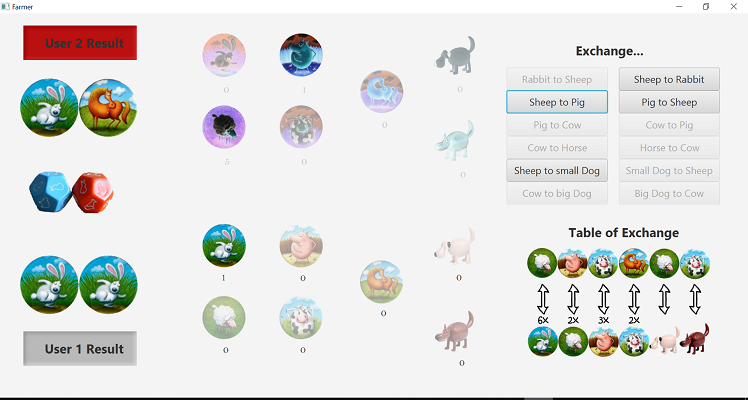 Farmer
User 2 Result
0
1
0
0
5
0
0
Exchange...
Rabbit to Sheep
Sheep to Rabbit
Sheep to Pig
Pig to Sheep
Pig to Cow
Cow to Pig
Cow to Horse
Horse to Cow
Sheep to small Dog
Small Dog to Sheep
Cow to big Dog
Big Dog to Cow
Table of Exchange
6X 2X 3X 2X
1
0
0
0
0
0
0
User 1 Result